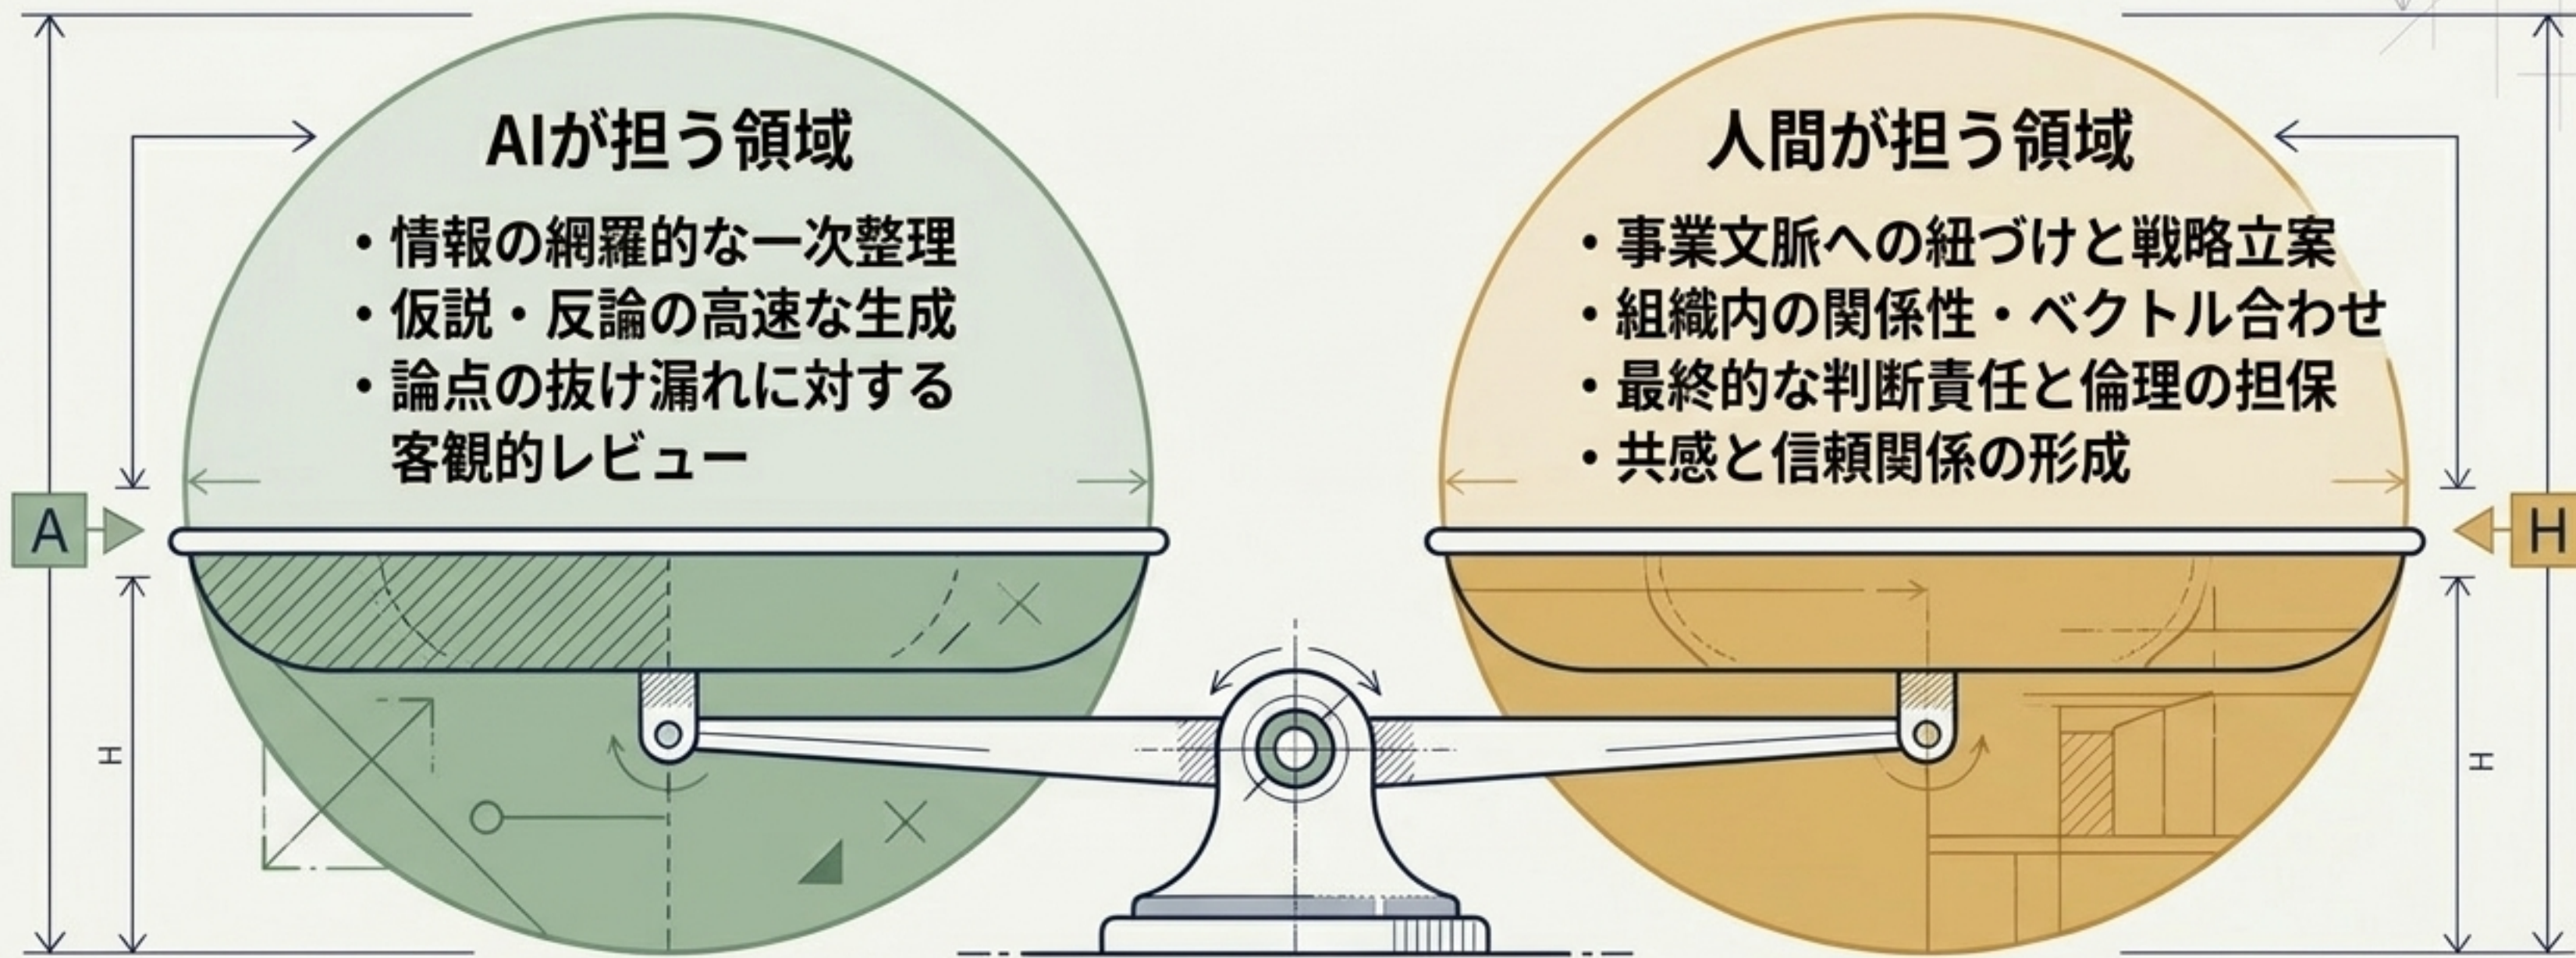 AIが担う領域
・情報の網羅的な一次整理
・仮説・反論の高速な生成
・論点の抜け漏れに対する
客観的レビュー
人間が担う領域
・事業文脈への紐づけと戦略立案
・組織内の関係性・ベクトル合わせ
・最終的な判断責任と倫理の担保
・共感と信頼関係の形成
A
H
H
H